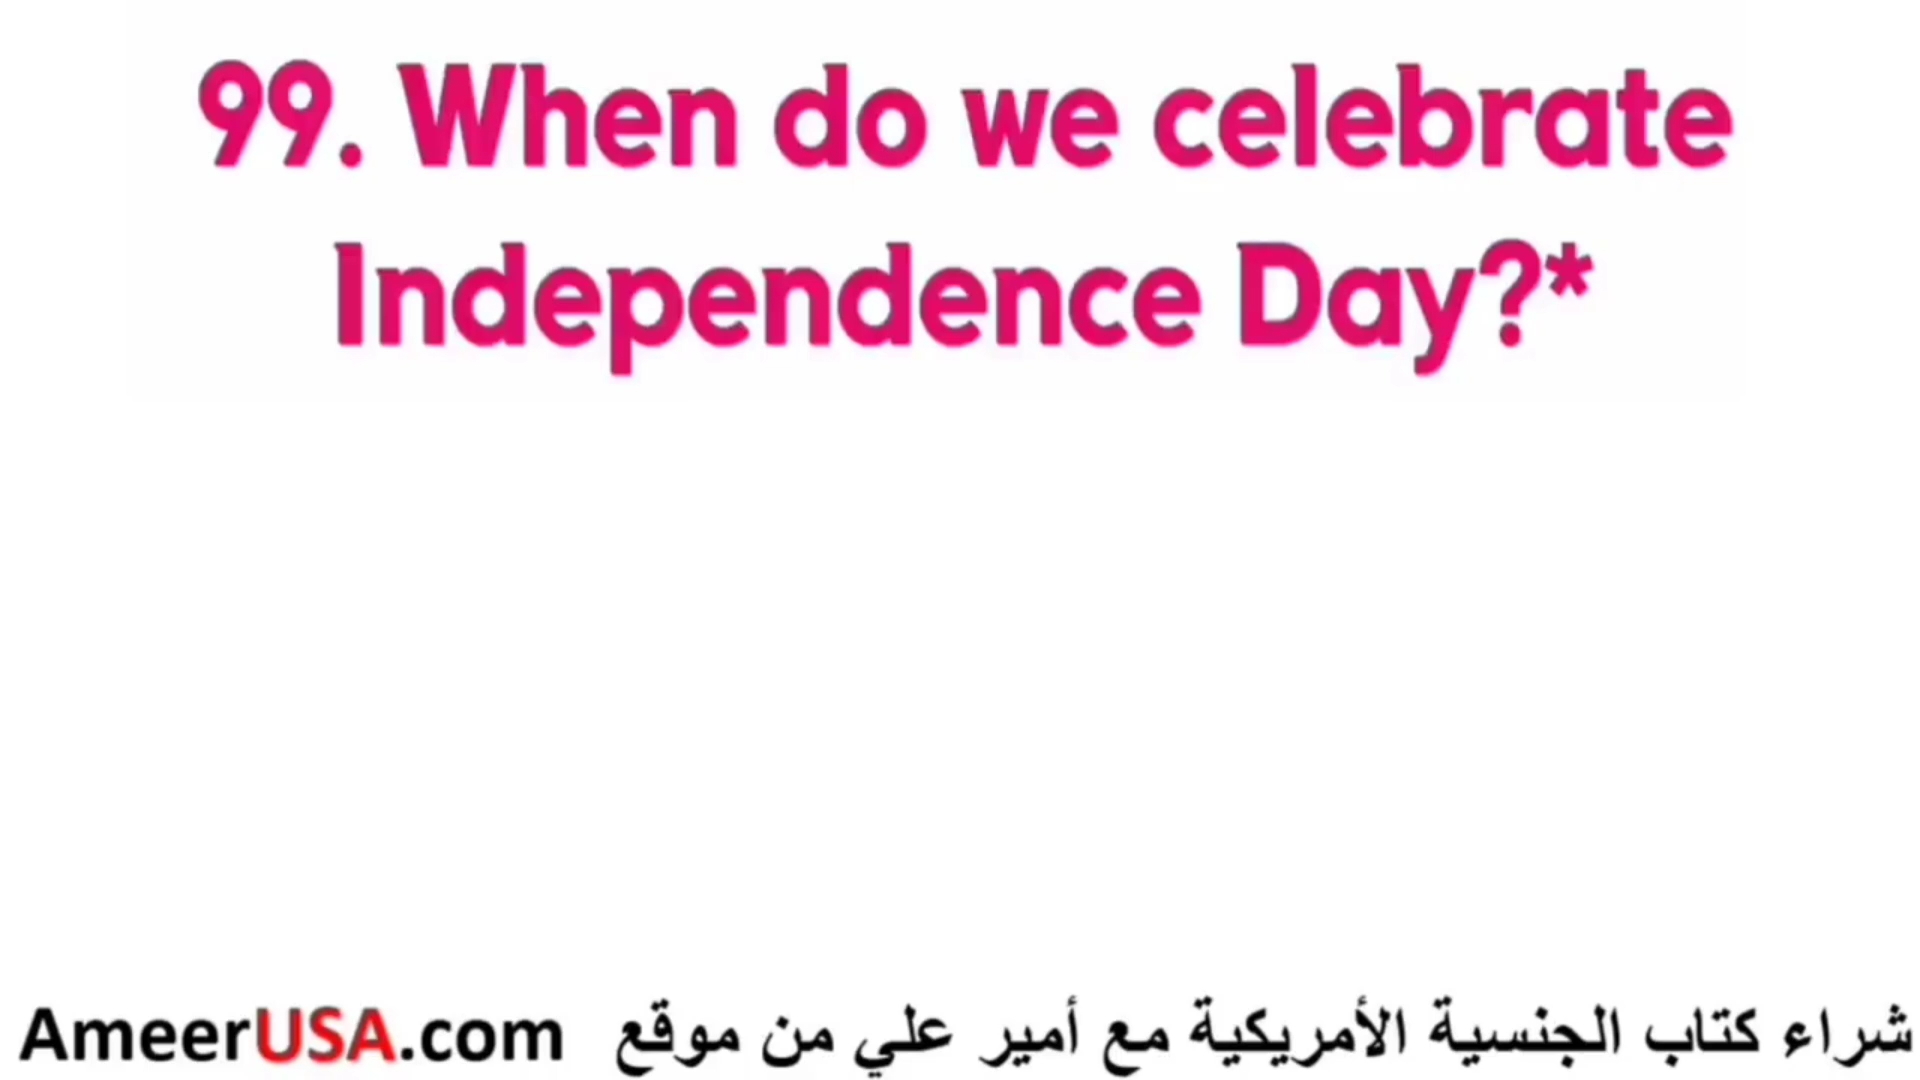 99. When do we celebrate
Independence Day?*
شراء كتاب الجنسية الأمريكية مع أمير علي من موقع AmeerUSA.com